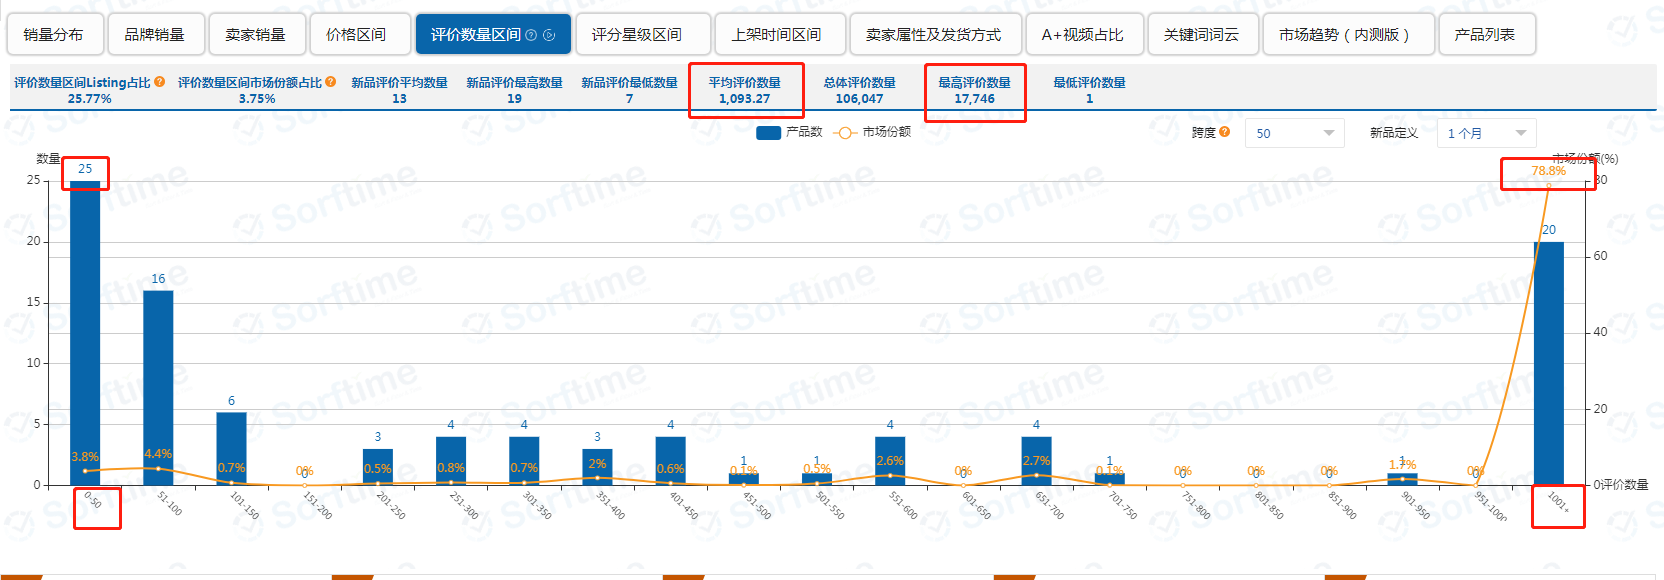 销量分布
品牌销量
卖家销量
价格区间
评价数量区间
评分星级区间
上架时间区间
卖家属性及发货方式
A+视频占比
关键词词云
市场趋势（内测版）
产品列表
评价数量区间Listing占比
25.77%
评价数量区间市场份额占比
3.75%
新品评价平均数量
13
新品评价最高数量
19
新品评价最低数量
7
平均评价数量
1,093.27
总体评价数量
106,047
最高评价数量
17,746
最低评价数量
1
产品数
市场份额
跨度
50
新品定义
1 个月
数量
市场份额(%)
25
20
15
10
5
0
80
60
40
20
0
评价数量
25
16
6
0
3
4
4
3
4
1
1
4
0
4
1
0
0
0
1
0
20
3.8%
4.4%
0.7%
0%
0.5%
0.8%
0.7%
2%
0.6%
0.1%
0.5%
2.6%
0%
2.7%
0.1%
0%
0%
0%
1.7%
0%
78.8%
0-50
51-100
101-150
151-200
201-250
251-300
301-350
351-400
401-450
451-500
501-550
551-600
601-650
651-700
701-750
751-800
801-850
851-900
901-950
951-1000
1001+
Sorftime